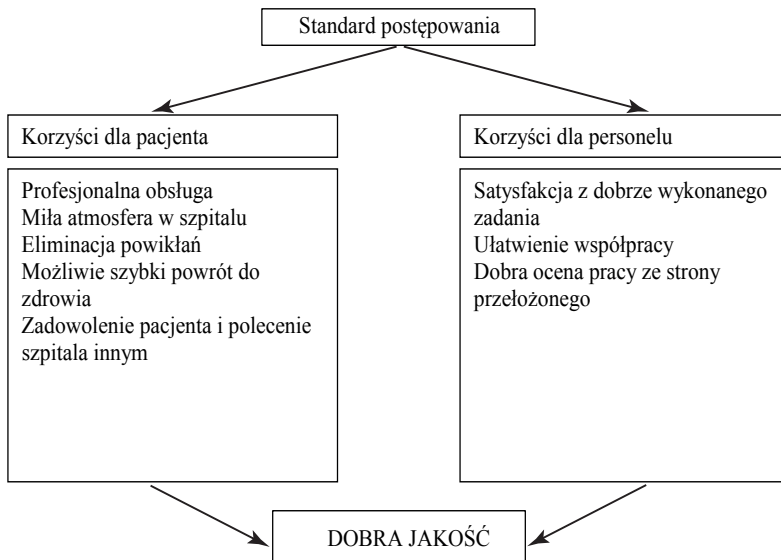 Standard postępowania
Korzyści dla pacjenta
Profesjonalna obsługa
Miła atmosfera w szpitalu
Eliminacja powikłań
Możliwie szybki powrót do
zdrowia
Zadowolenie pacjenta i polecenie
szpitala innym
Korzyści dla personelu
Satysfakcja z dobrze wykonanego
zadania
Ułatwienie współpracy
Dobra ocena pracy ze strony
przełożonego
DOBRA JAKOŚĆ